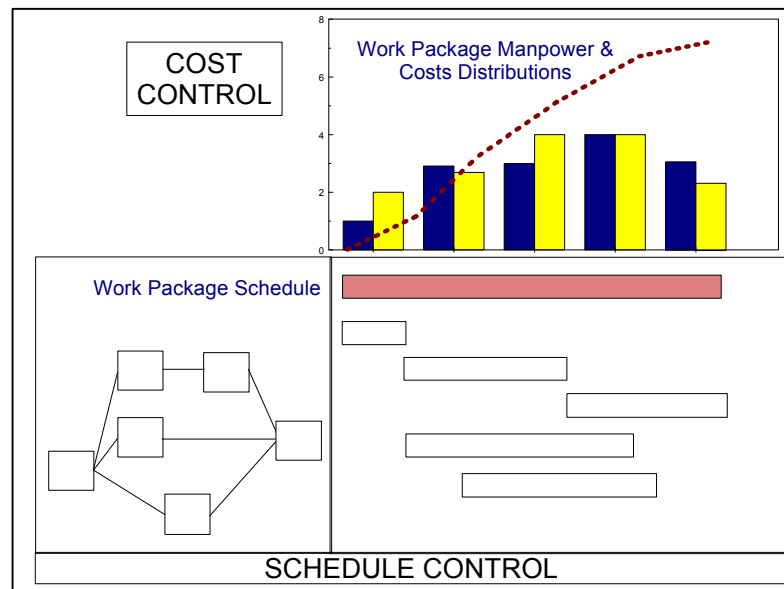 COST
CONTROL
Work Package Manpower &
Costs Distributions
8
6
4
2
0
Work Package Schedule
SCHEDULE CONTROL